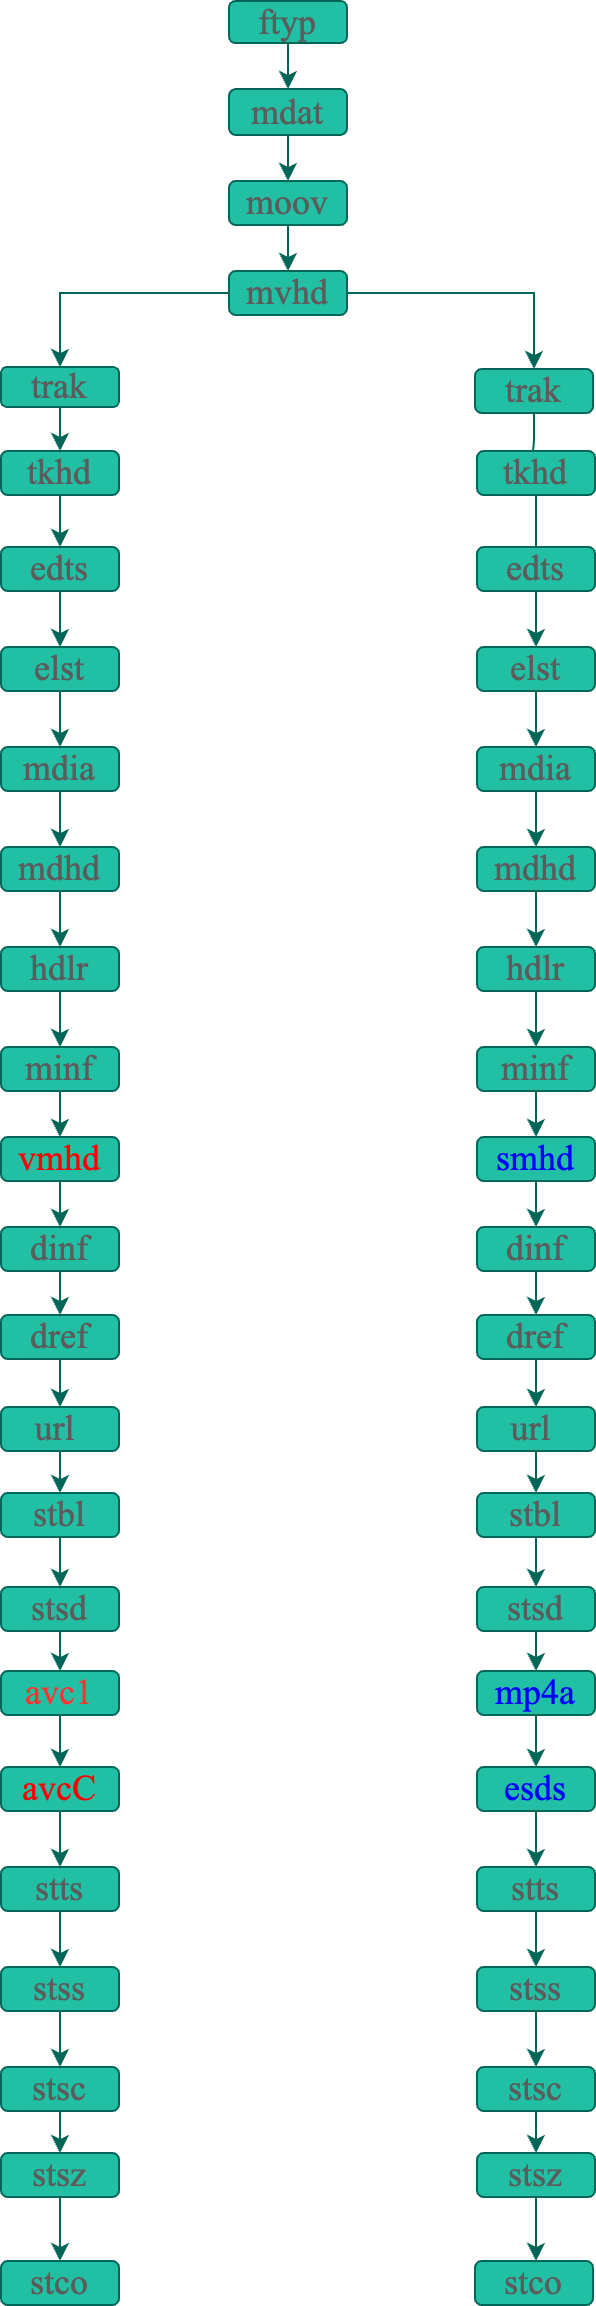 ftyp
mdat
moov
mvhd
trak
tkhd
edts
elst
mdia
mdhd
hdlr
minf
vmhd
dinf
dref
url
stbl
stsd
avc1
avcC
stts
stss
stsc
stsz
stco
trak
tkhd
edts
elst
mdia
mdhd
hdlr
minf
smhd
dinf
dref
url
stbl
stsd
mp4a
esds
stts
stss
stsc
stsz
stco